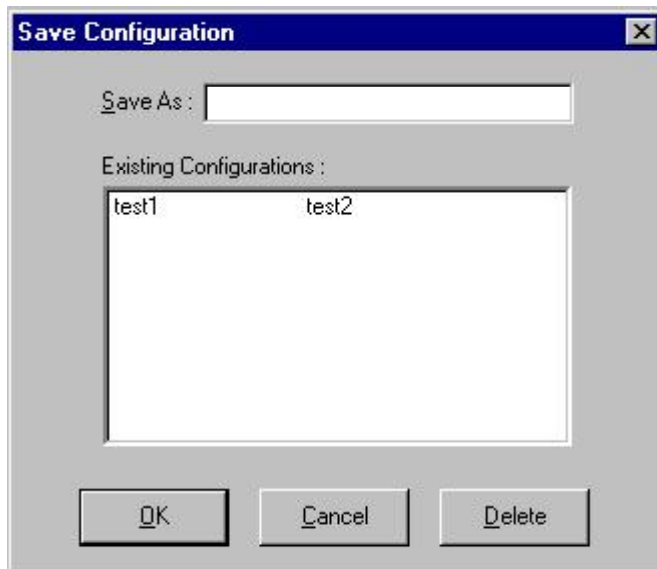 Save Configuration
Save As :
Existing Configurations :
test1 test2
OK Cancel Delete